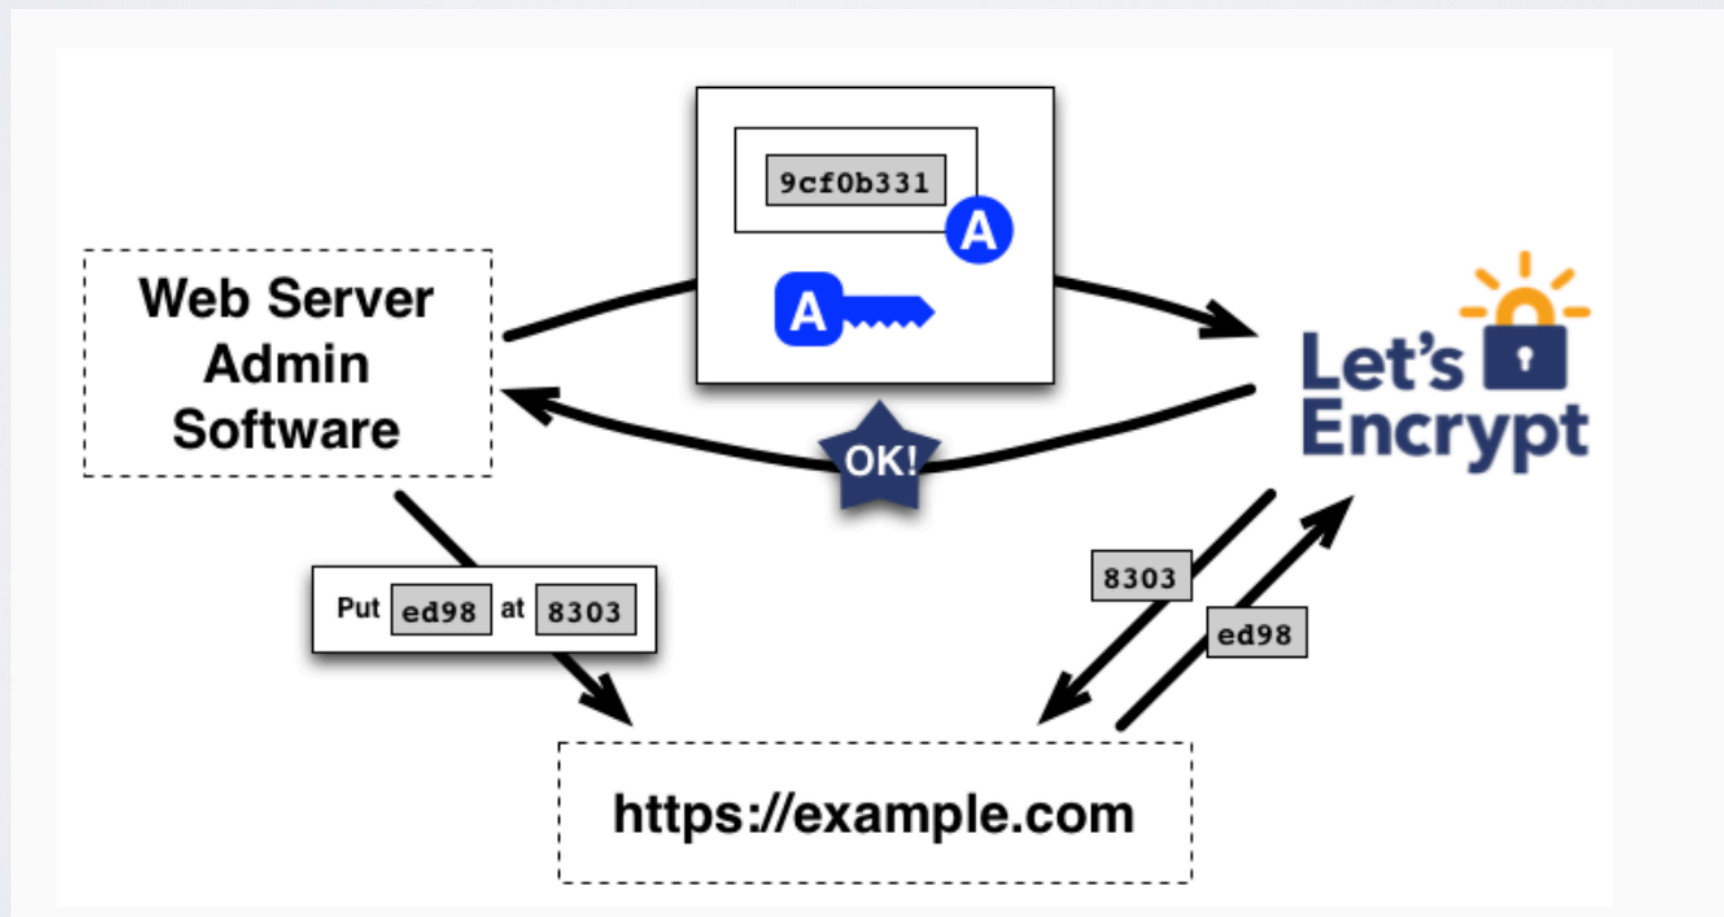 9cf0b331
A
A
Web Server
Admin
Software
Let's
Encrypt
OK!
Put ed98 at 8303
8303
ed98
https://example.com